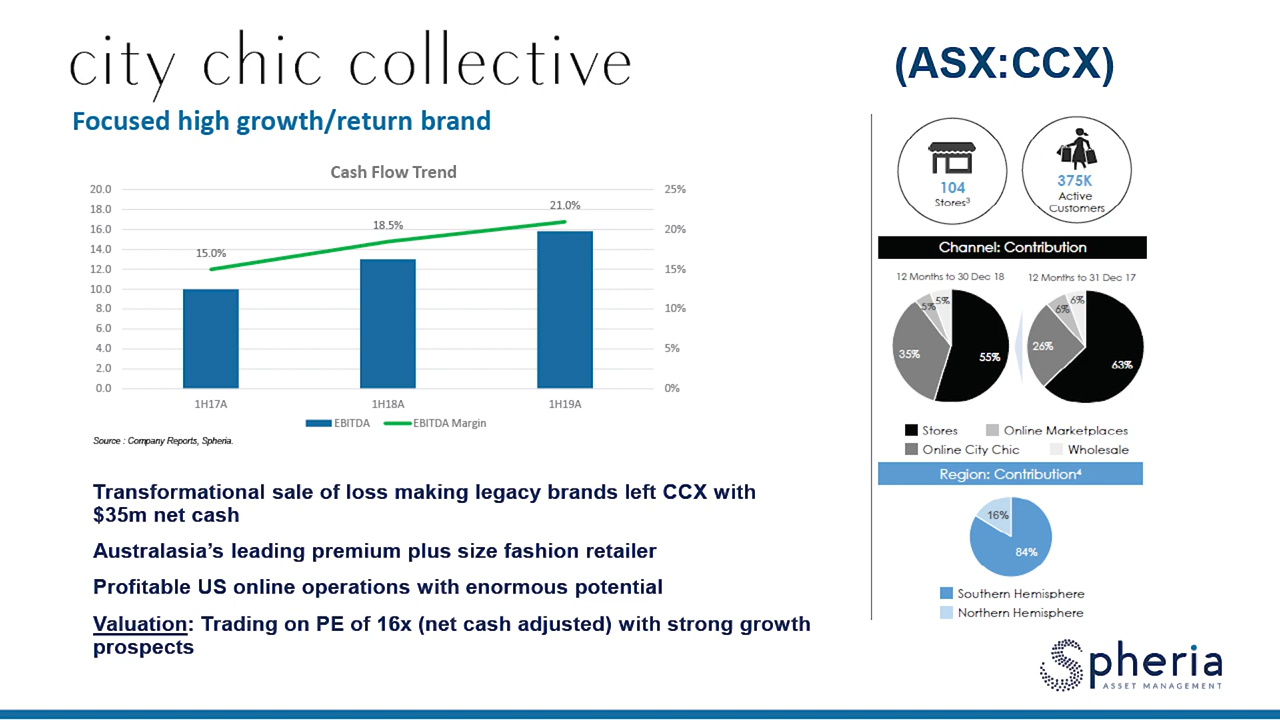 city chic collective
(ASX:CCX)
Focused high growth/return brand
Cash Flow Trend
20.0
18.0
16.0
14.0
12.0
10.0
8.0
6.0
4.0
2.0
0.0
25%
20%
15%
10%
5%
0%
15.0%
18.5%
21.0%
1H17A
1H18A
1H19A
EBITDA
EBITDA Margin
Source : Company Reports, Spheria.
Transformational sale of loss making legacy brands left CCX with
$35m net cash
Australasia’s leading premium plus size fashion retailer
Profitable US online operations with enormous potential
Valuation: Trading on PE of 16x (net cash adjusted) with strong growth
prospects
104
Stores³
375K
Active
Customers
Channel: Contribution
12 Months to 30 Dec 18
12 Months to 31 Dec 17
5%
5%
35%
55%
6%
6%
26%
63%
Stores
Online Marketplaces
Online City Chic
Wholesale
Region: Contribution⁴
16%
84%
Southern Hemisphere
Northern Hemisphere
Spheria
ASSET MANAGEMENT